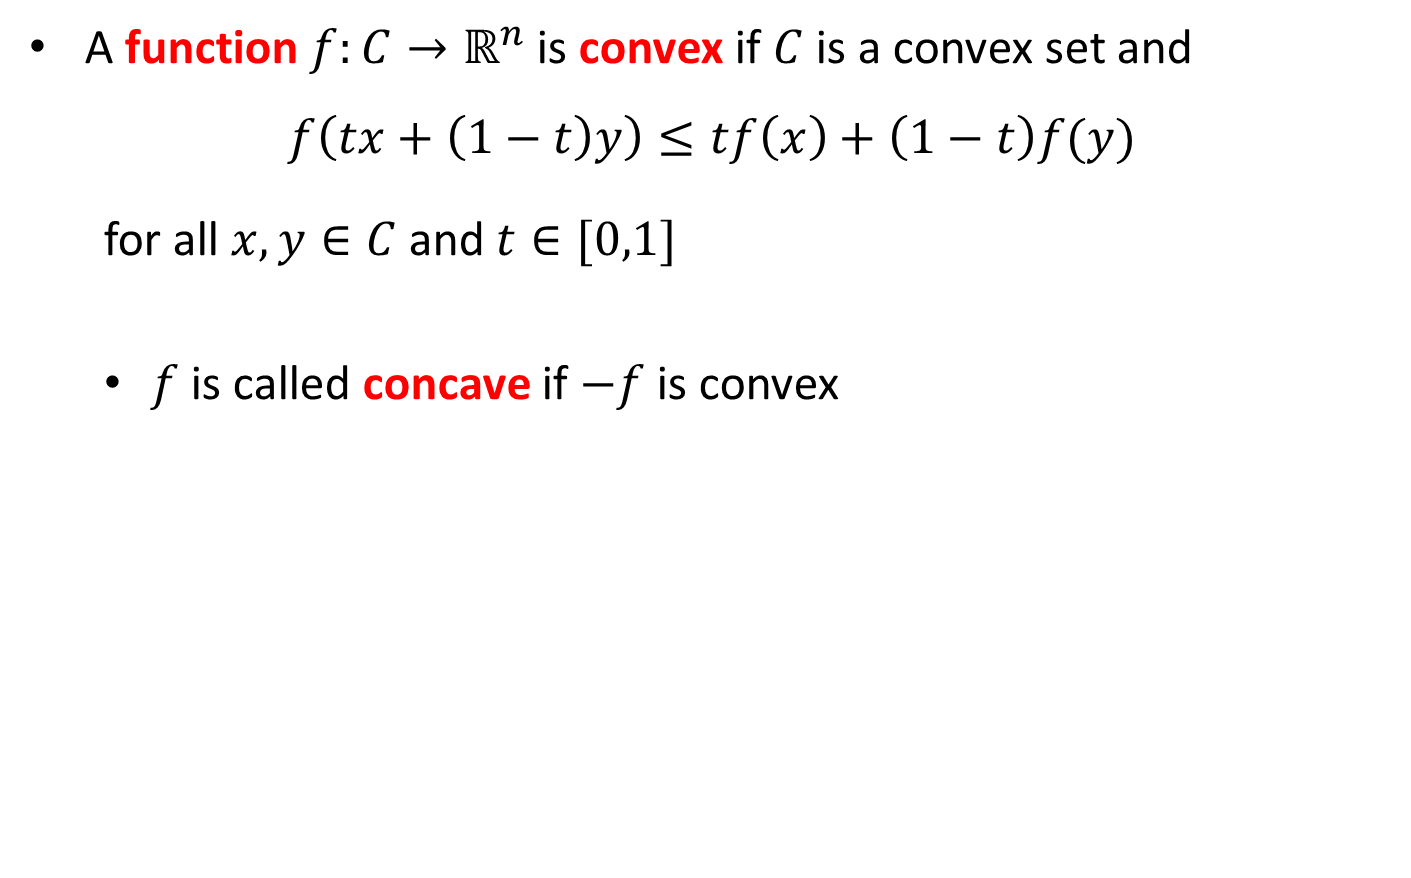 • A function 𝑓: 𝐶 → ℝⁿ is convex if 𝐶 is a convex set and
𝑓(𝑡𝑥 + (1 − 𝑡)𝑦) ≤ 𝑡𝑓(𝑥) + (1 − 𝑡)𝑓(𝑦)
for all 𝑥, 𝑦 ∈ 𝐶 and 𝑡 ∈ [0,1]
• 𝑓 is called concave if −𝑓 is convex